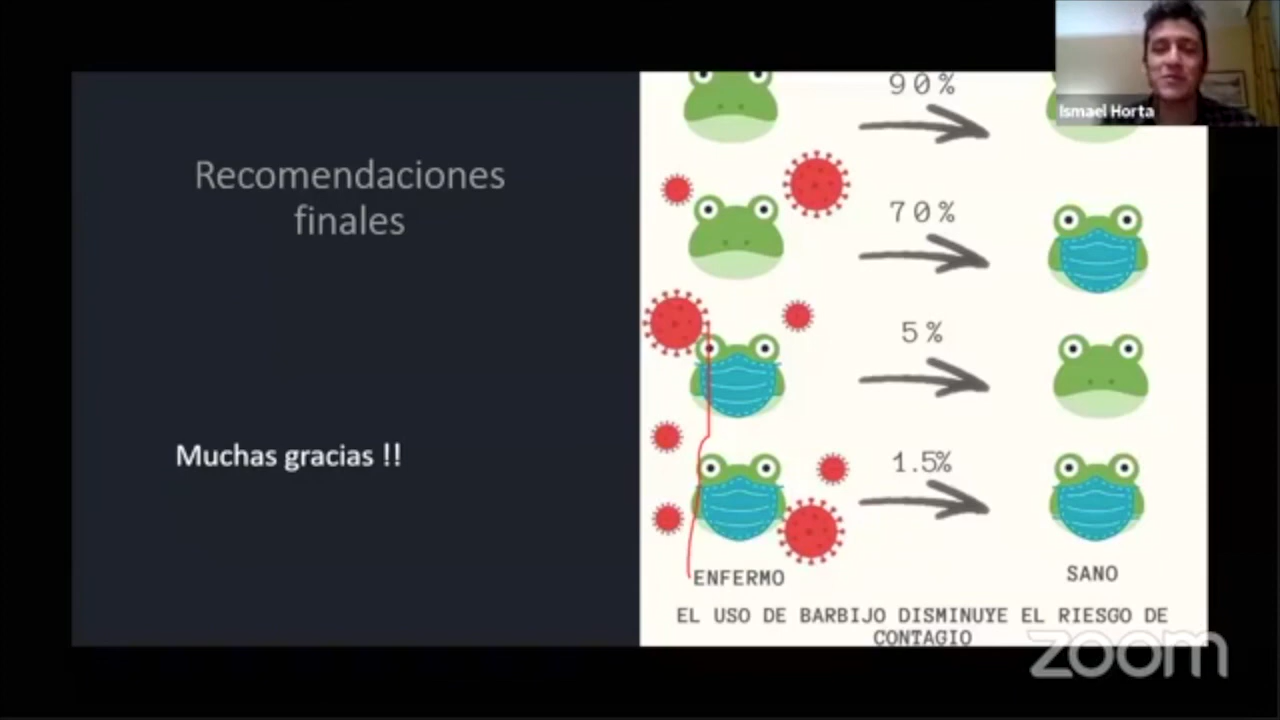 Ismael Horta
Recomendaciones
finales
Muchas gracias !!
90%
70%
5%
1.5%
ENFERMO
SANO
EL USO DE BARBIJO DISMINUYE EL RIESGO DE
CONTAGIO
zoom